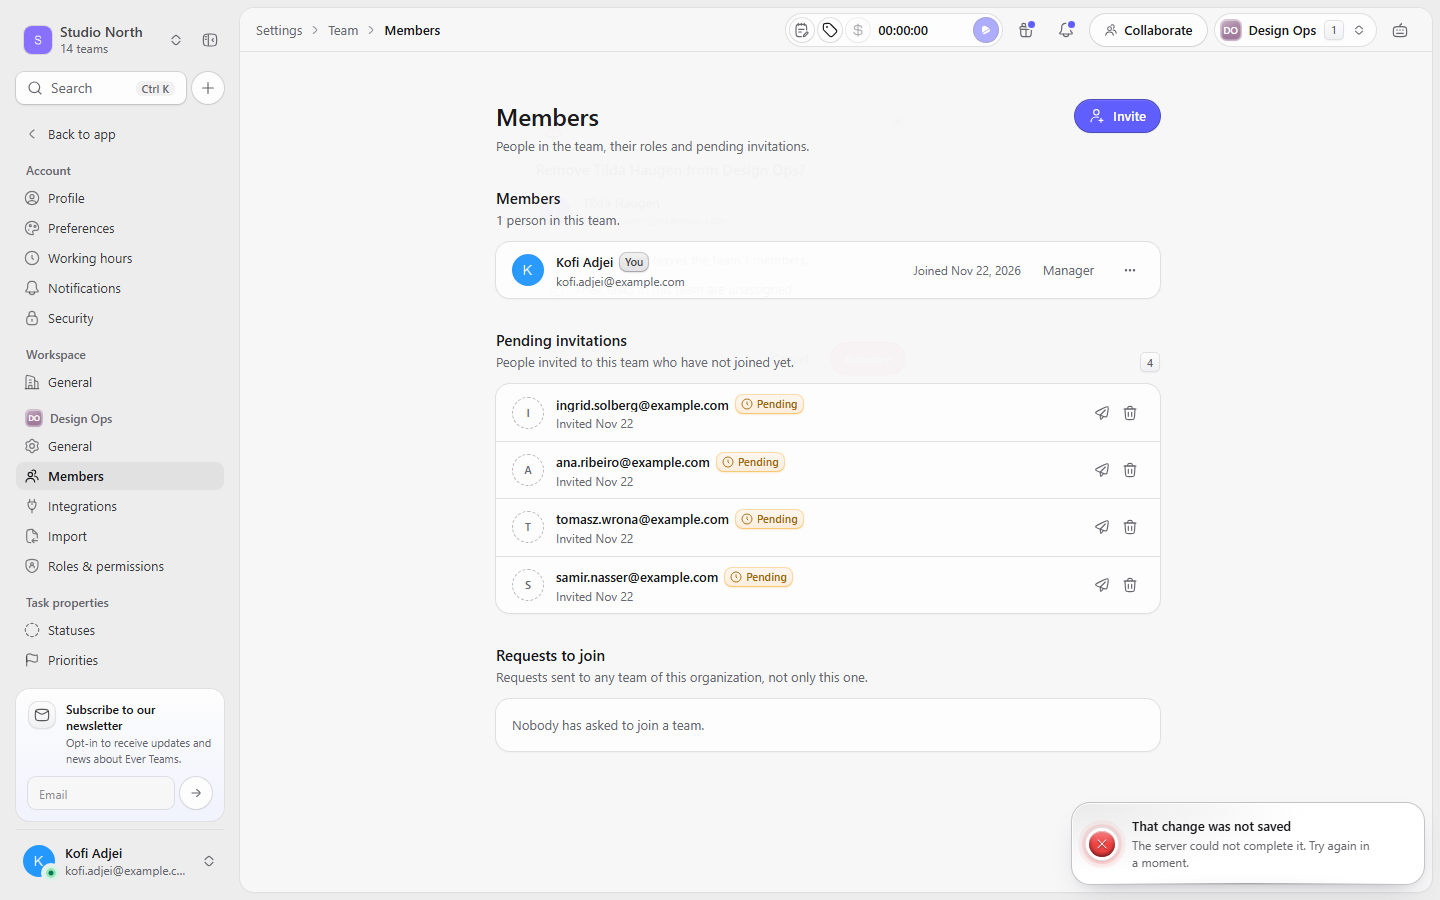 S
Studio North
14 teams
Search
Ctrl K
Back to app
Account
Profile
Preferences
Working hours
Notifications
Security
Workspace
General
DO
Design Ops
General
Members
Integrations
Import
Roles & permissions
Task properties
Statuses
Priorities
Subscribe to our
newsletter
Opt-in to receive updates and
news about Ever Teams.
Email
K
Kofi Adjei
kofi.adjei@example.c...
Settings
Team
Members
$
00:00:00
Collaborate
DO
Design Ops
1
Members
Invite
People in the team, their roles and pending invitations.
Remove Tilda Haugen from Design Ops?
Members
1 person in this team.
K
Kofi Adjei
You
kofi.adjei@example.com
Joined Nov 22, 2026
Manager
Pending invitations
People invited to this team who have not joined yet.
4
I
ingrid.solberg@example.com
Pending
Invited Nov 22
A
ana.ribeiro@example.com
Pending
Invited Nov 22
T
tomasz.wrona@example.com
Pending
Invited Nov 22
S
samir.nasser@example.com
Pending
Invited Nov 22
Requests to join
Requests sent to any team of this organization, not only this one.
Nobody has asked to join a team.
That change was not saved
The server could not complete it. Try again in
a moment.